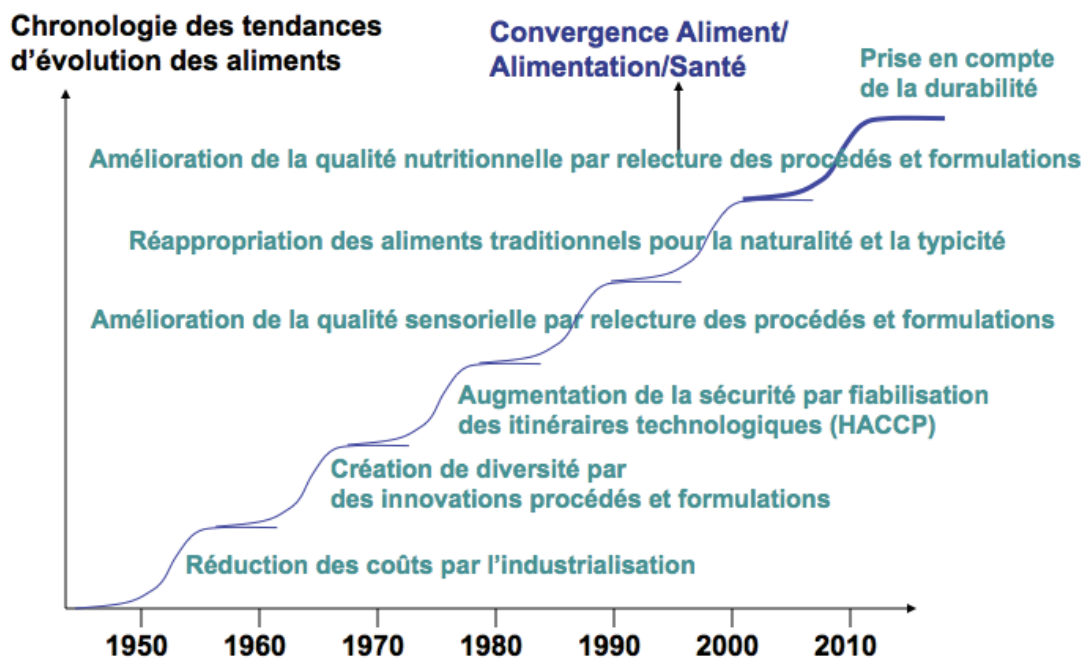 Chronologie des tendances
d’évolution des aliments
Convergence Aliment/
Alimentation/Santé
Prise en compte
de la durabilité
Amélioration de la qualité nutritionnelle par relecture des procédés et formulations
Réappropriation des aliments traditionnels pour la naturalité et la typicité
Amélioration de la qualité sensorielle par relecture des procédés et formulations
Augmentation de la sécurité par fiabilisation
des itinéraires technologiques (HACCP)
Création de diversité par
des innovations procédés et formulations
Réduction des coûts par l’industrialisation
1950 1960 1970 1980 1990 2000 2010